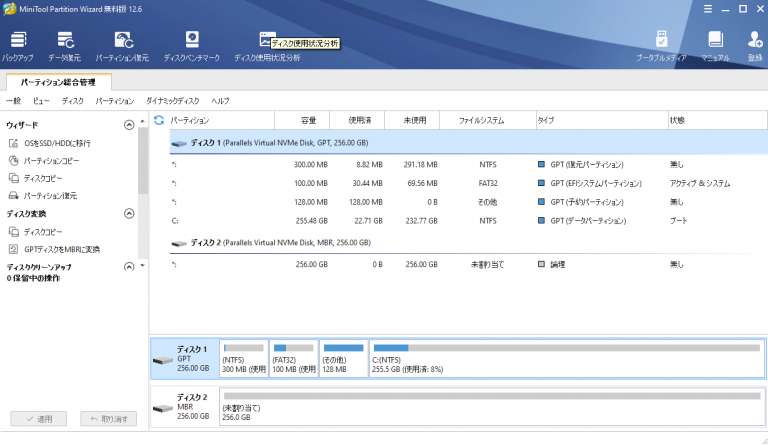 MiniTool Partition Wizard 無料版 12.6
バックアップ
データ復元
パーティション復元
ディスクベンチマーク
ディスク使用状況分析
ディスク使用状況分析
ブータブルメディア
マニュアル
登録
パーティション総合管理
一般 ビュー ディスク パーティション ダイナミックディスク ヘルプ
ウィザード
OSをSSD/HDDに移行
パーティションコピー
ディスクコピー
パーティション復元
ディスク変換
ディスクコピー
GPTディスクをMBRに変換
ディスククリーンアップ
0 保留中の操作
適用
取り消す
パーティション 容量 使用済 未使用 ファイルシステム タイプ 状態
ディスク 1 (Parallels Virtual NVMe Disk, GPT, 256.00 GB)
*: 300.00 MB 8.82 MB 291.18 MB NTFS GPT (復元パーティション) 無し
*: 100.00 MB 30.44 MB 69.56 MB FAT32 GPT (EFIシステムパーティション) アクティブ & システム
*: 128.00 MB 128.00 MB 0 B その他 GPT (予約パーティション) 無し
C: 255.48 GB 22.71 GB 232.77 GB NTFS GPT (データパーティション) ブート
ディスク 2 (Parallels Virtual NVMe Disk, MBR, 256.00 GB)
*: 256.00 GB 0 B 256.00 GB 未割り当て 論理 無し
ディスク 1
GPT
256.00 GB
(NTFS)
300 MB (使用
(FAT32)
100 MB (使用
(その他)
128 MB
C:(NTFS)
255.5 GB (使用済: 8%)
ディスク 2
MBR
256.00 GB
(未割り当て)
256.0 GB